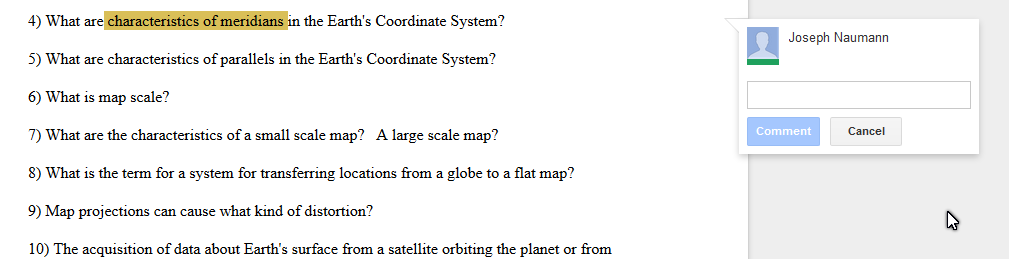 4) What are characteristics of meridians in the Earth's Coordinate System?
5) What are characteristics of parallels in the Earth's Coordinate System?
6) What is map scale?
7) What are the characteristics of a small scale map?   A large scale map?
8) What is the term for a system for transferring locations from a globe to a flat map?
9) Map projections can cause what kind of distortion?
10) The acquisition of data about Earth's surface from a satellite orbiting the planet or from
Joseph Naumann
Comment
Cancel